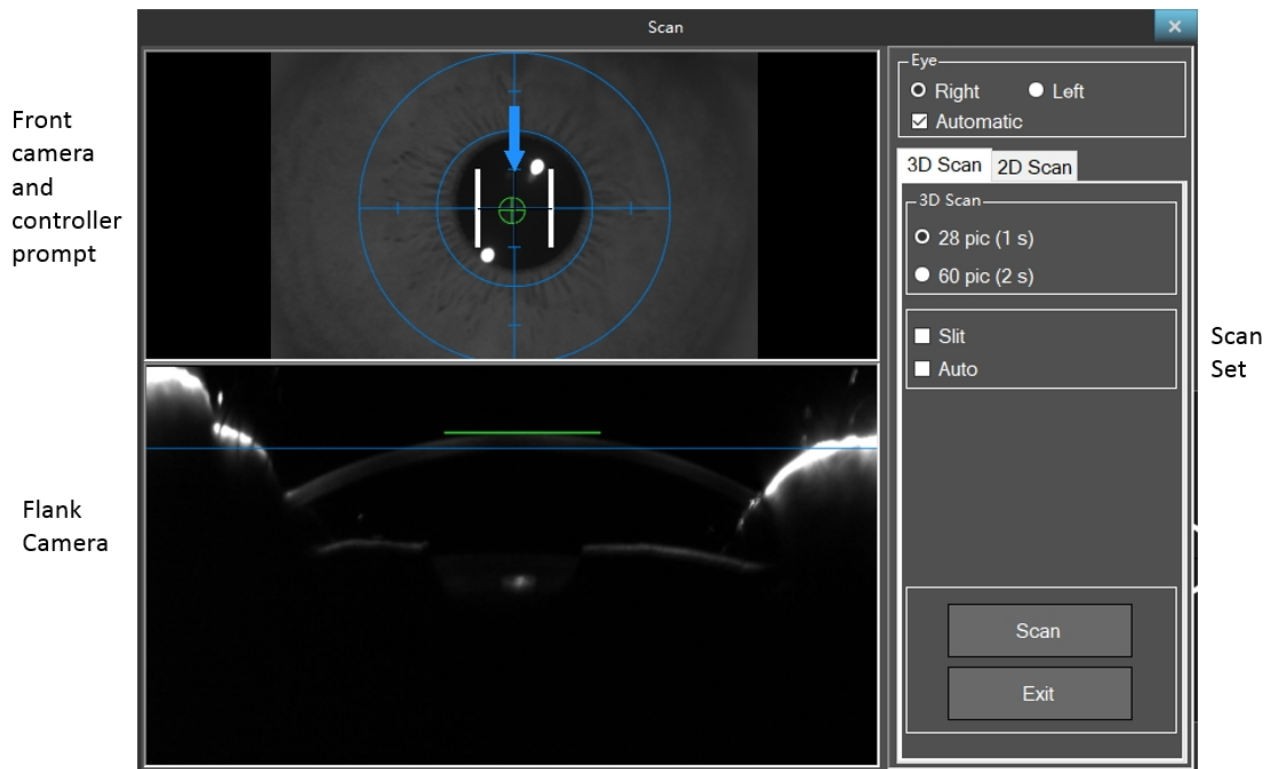 Scan
Front
camera
and
controller
prompt
Flank
Camera
Eye
Right
Left
Automatic
3D Scan
2D Scan
3D Scan
28 pic (1 s)
60 pic (2 s)
Slit
Auto
Scan
Exit
Scan
Set